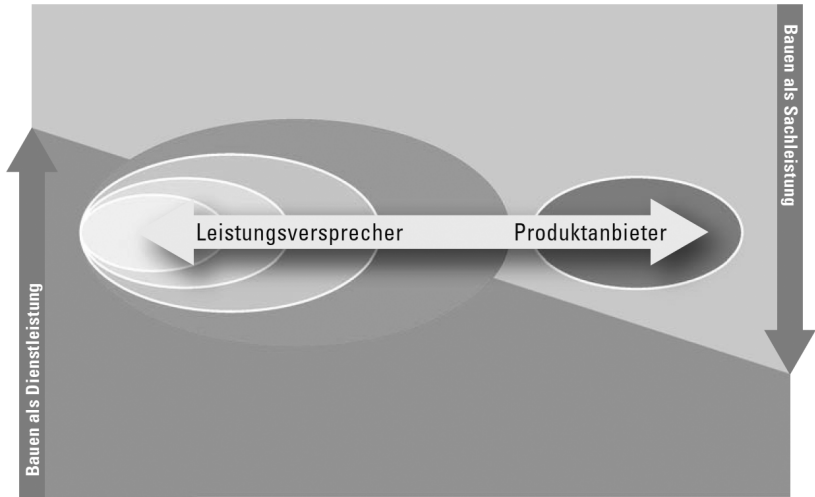 Bauen als Dienstleistung
Leistungsversprecher
Produktanbieter
Bauen als Sachleistung